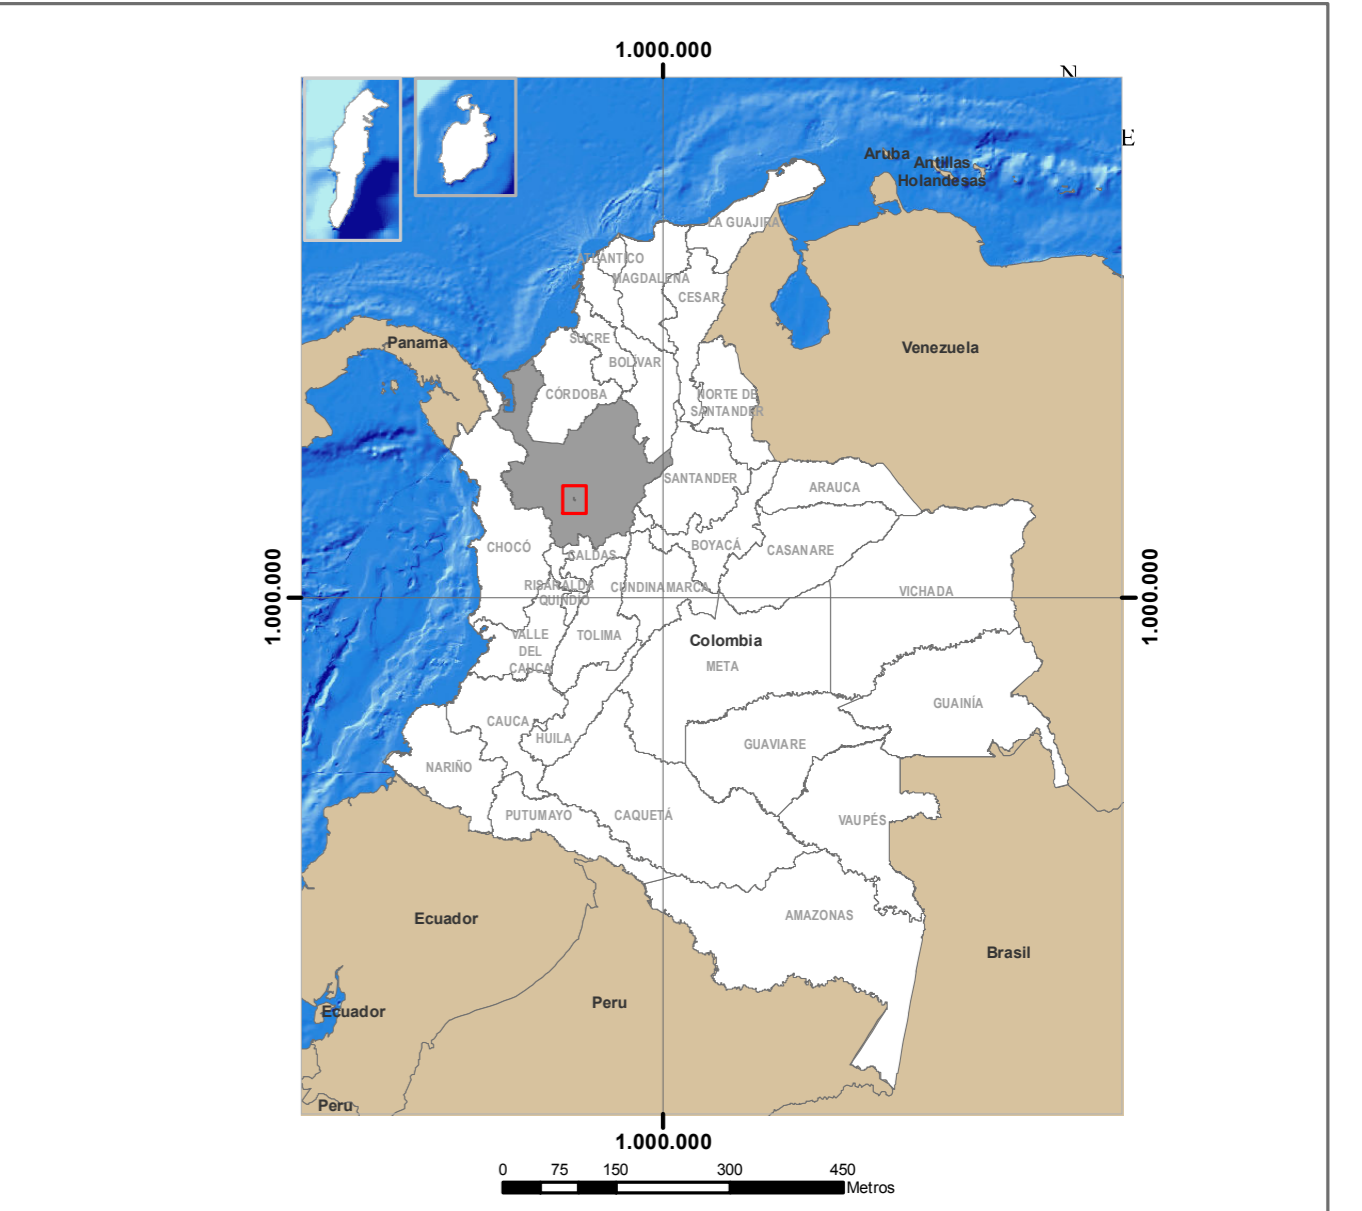 1.000.000
N
E
Aruba
Antillas
Holandesas
LA GUAJIRA
ATLÁNTICO
MAGDALENA
CESAR
SUCRE
Panama
Venezuela
BOLÍVAR
CÓRDOBA
NORTE DE
SANTANDER
SANTANDER
ARAUCA
CHOCÓ
CALDAS
BOYACÁ
CASANARE
RISARALDA
CUNDINAMARCA
VICHADA
QUINDIO
1.000.000
1.000.000
VALLE
DEL
CAUCA
TOLIMA
Colombia
META
GUAINÍA
CAUCA
HUILA
GUAVIARE
NARIÑO
PUTUMAYO
CAQUETÁ
VAUPÉS
Ecuador
AMAZONAS
Brasil
Ecuador
Peru
Peru
1.000.000
0 75 150 300 450
Metros